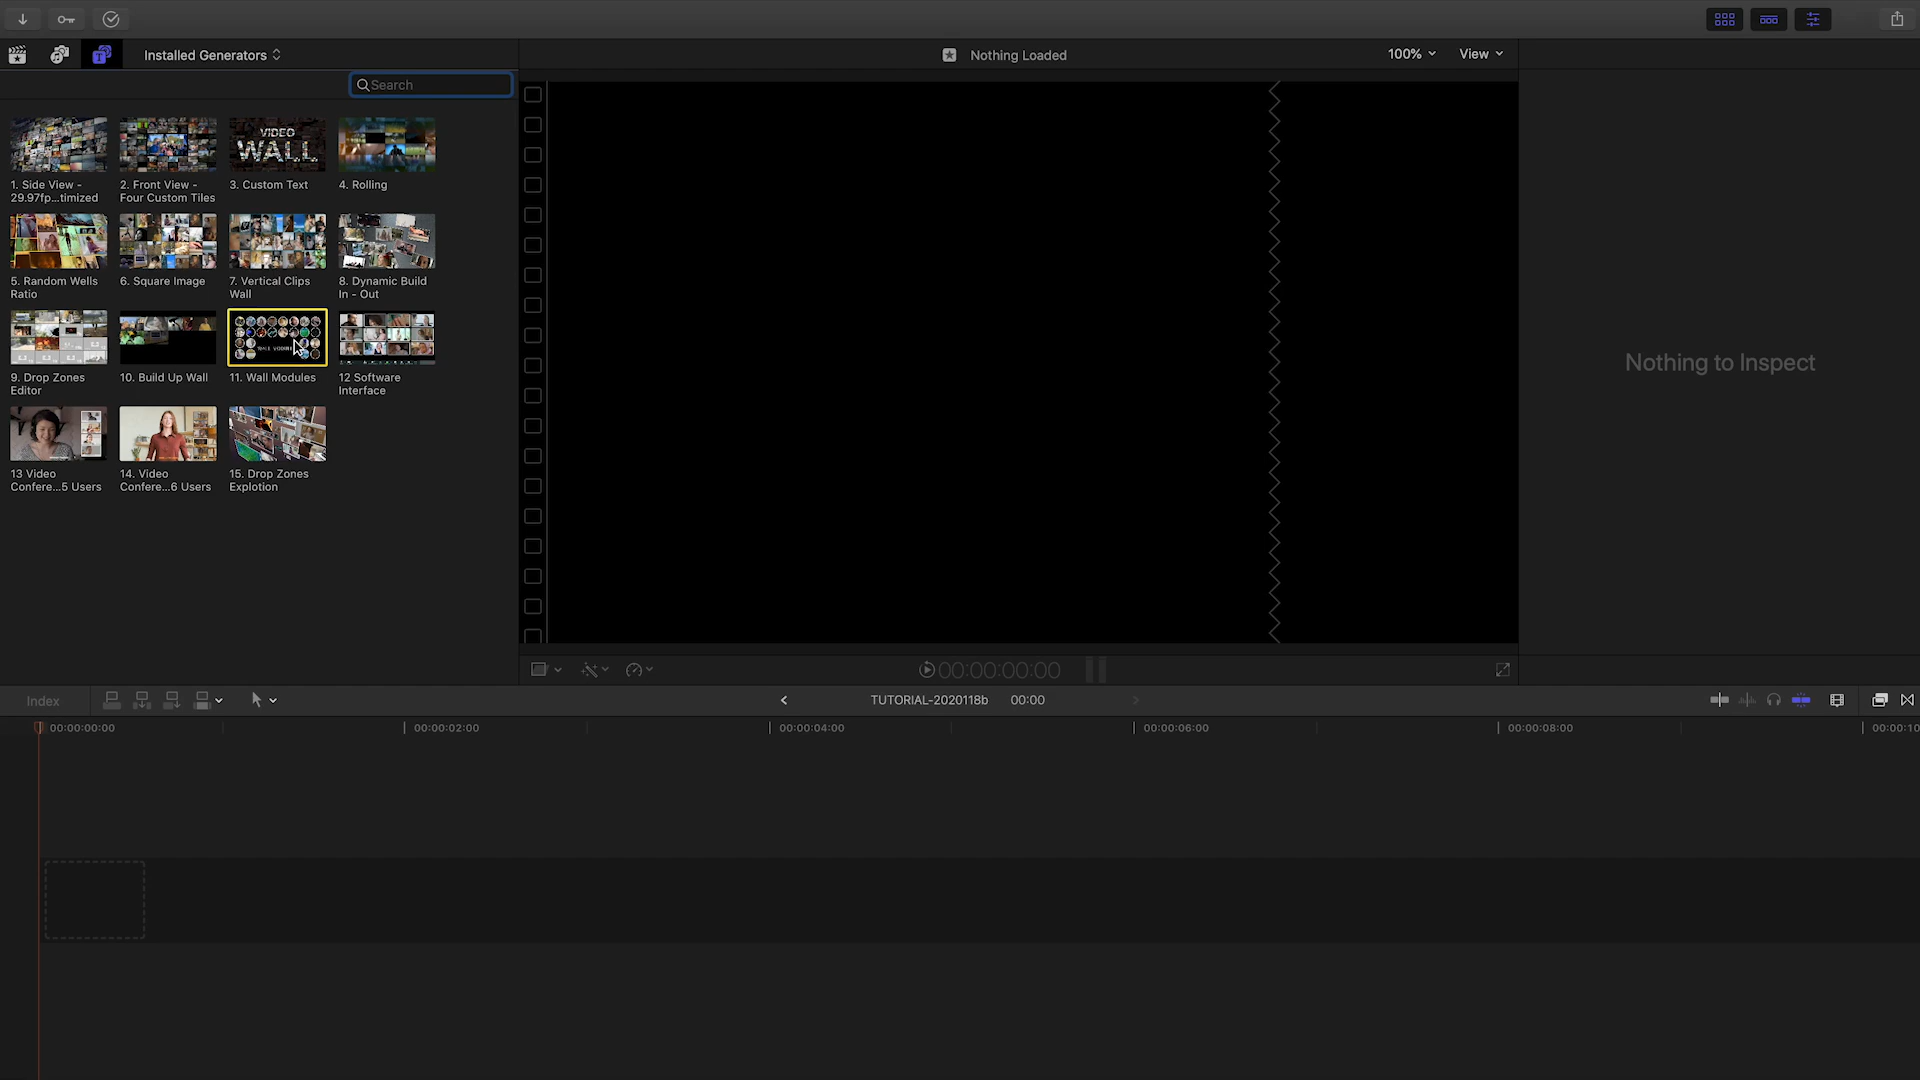 Installed Generators
Nothing Loaded
100%
View
Search
VIDEO
WALL
1. Side View -
29.97fp...timized
2. Front View -
Four Custom Tiles
3. Custom Text
4. Rolling
5. Random Wells
Ratio
6. Square Image
7. Vertical Clips
Wall
8. Dynamic Build
In - Out
9. Drop Zones
Editor
10. Build Up Wall
11. Wall Modules
12 Software
Interface
13 Video
Confere...5 Users
14. Video
Confere...6 Users
15. Drop Zones
Explotion
Nothing to Inspect
00:00:00:00
Index
TUTORIAL-2020118b
00:00
00:00:00:00
00:00:02:00
00:00:04:00
00:00:06:00
00:00:08:00
00:00:10